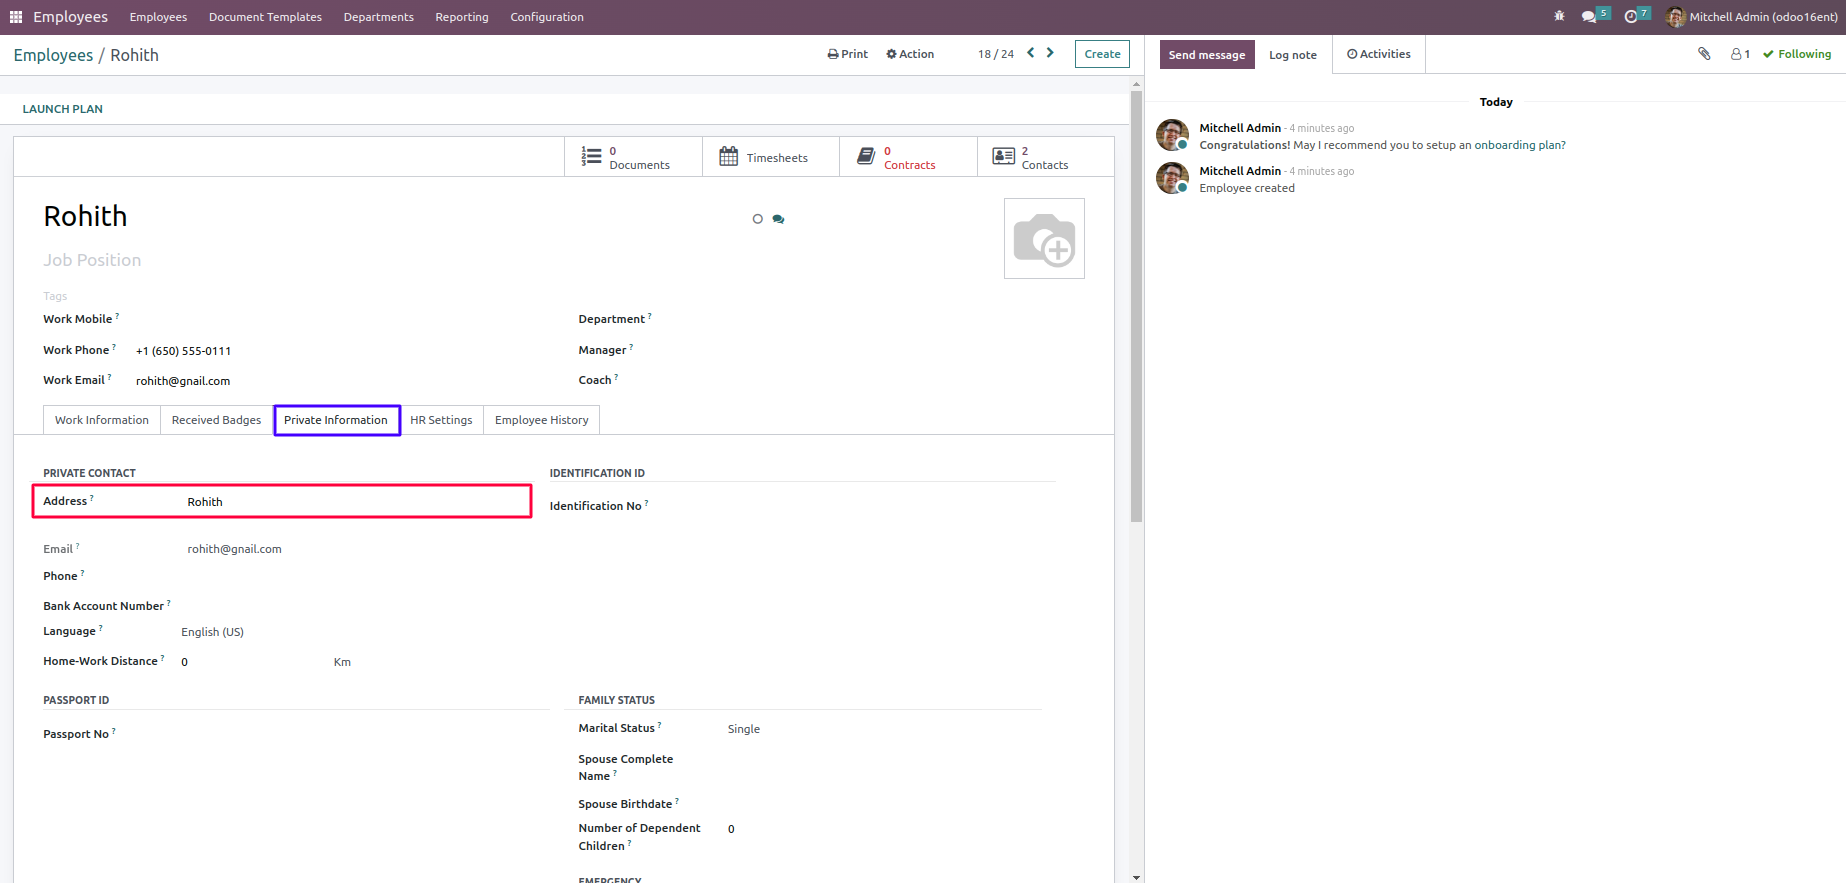 Employees Employees Document Templates Departments Reporting Configuration 5 7 Mitchell Admin (odoo16ent)
Employees / Rohith Print Action 18 / 24 Create
Send message Log note Activities 1 Following
LAUNCH PLAN
0 Documents
Timesheets
0 Contracts
2 Contacts
Rohith
Job Position
Tags
Work Mobile ? Department ?
Work Phone ? +1 (650) 555-0111 Manager ?
Work Email ? rohith@gnail.com Coach ?
Work Information Received Badges Private Information HR Settings Employee History
PRIVATE CONTACT IDENTIFICATION ID
Address ? Rohith Identification No ?
Email ? rohith@gnail.com
Phone ?
Bank Account Number ?
Language ? English (US)
Home-Work Distance ? 0 Km
PASSPORT ID FAMILY STATUS
Passport No ? Marital Status ? Single
Spouse Complete
Name ?
Spouse Birthdate ?
Number of Dependent 0
Children ?
EMERGENCY
Today
Mitchell Admin - 4 minutes ago
Congratulations! May I recommend you to setup an onboarding plan?
Mitchell Admin - 4 minutes ago
Employee created